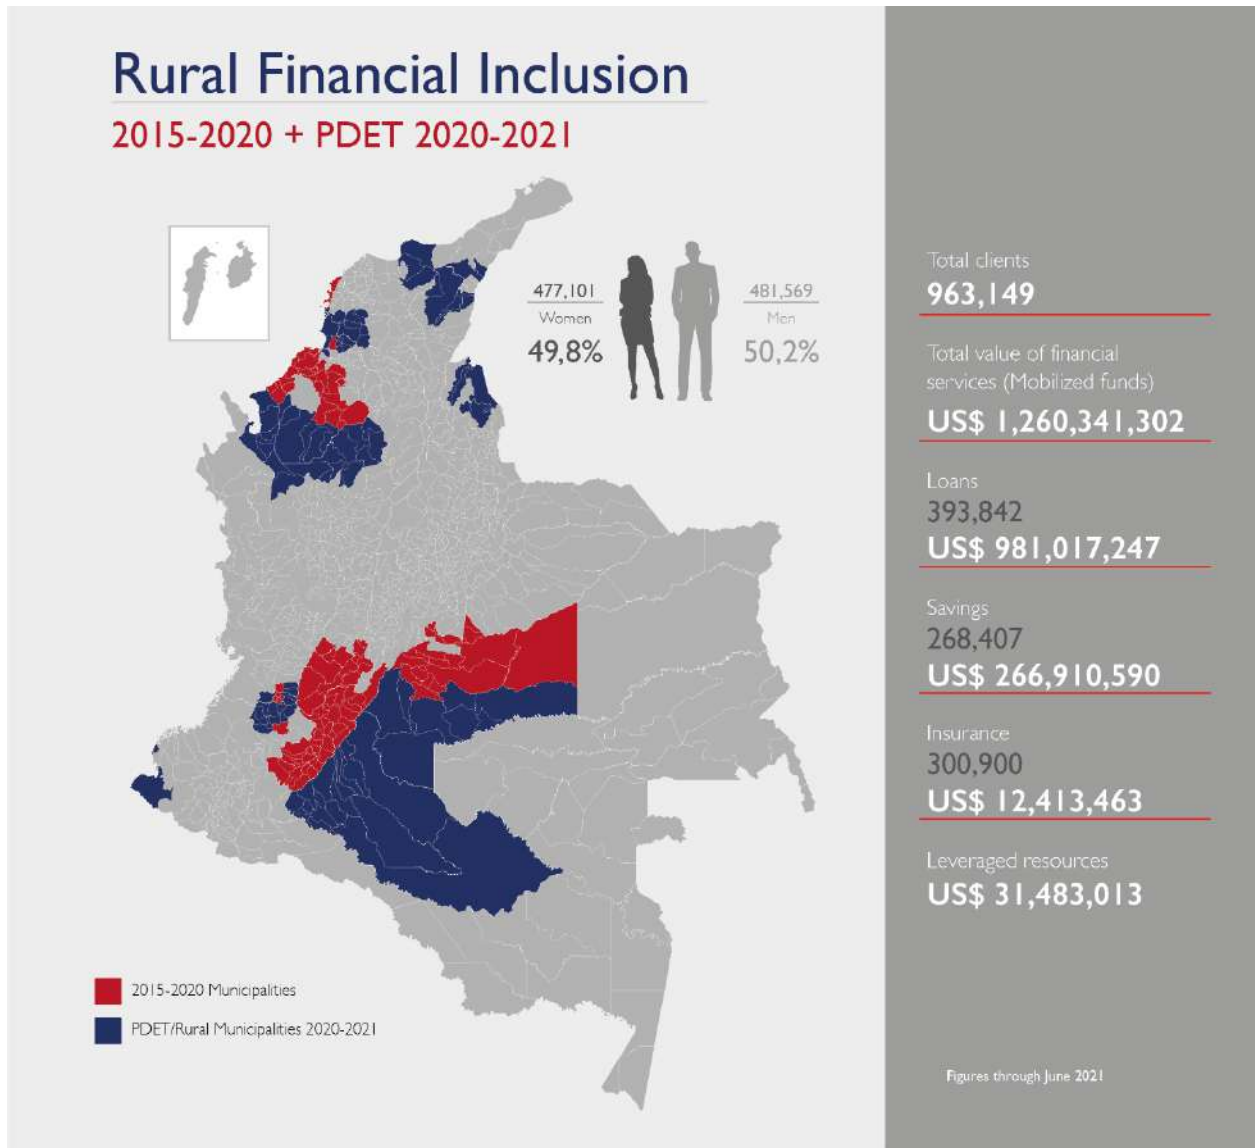 Rural Financial Inclusion
2015-2020 + PDET 2020-2021
477,101
Women
49,8%
481,569
Men
50,2%
Total clients
963,149
Total value of financial
services (Mobilized funds)
US$ 1,260,341,302
Loans
393,842
US$ 981,017,247
Savings
268,407
US$ 266,910,590
Insurance
300,900
US$ 12,413,463
Leveraged resources
US$ 31,483,013
2015-2020 Municipalities
PDET/Rural Municipalities 2020-2021
Figures through June 2021